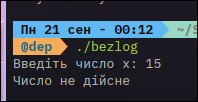 Пн 21 сен - 00:12 ~/
@dep ./bezlog
Введіть число x: 15
Число не дійсне